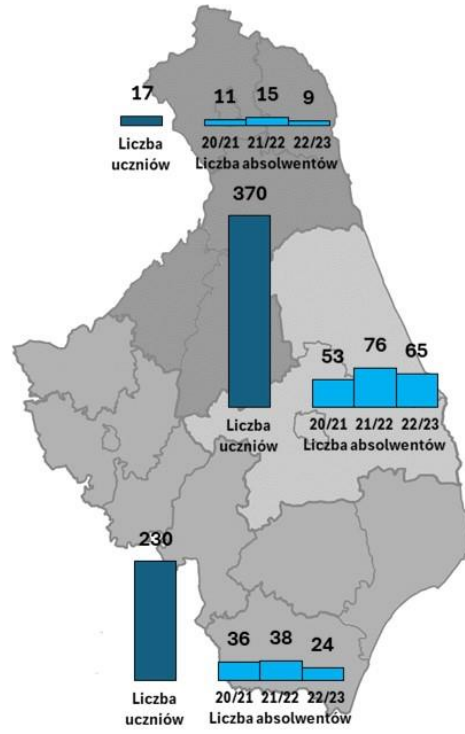 17
11 15 9
Liczba
uczniów
20/21 21/22 22/23
Liczba absolwentów
370
53 76 65
Liczba
uczniów
20/21 21/22 22/23
Liczba absolwentów
230
36 38 24
Liczba
uczniów
20/21 21/22 22/23
Liczba absolwentów